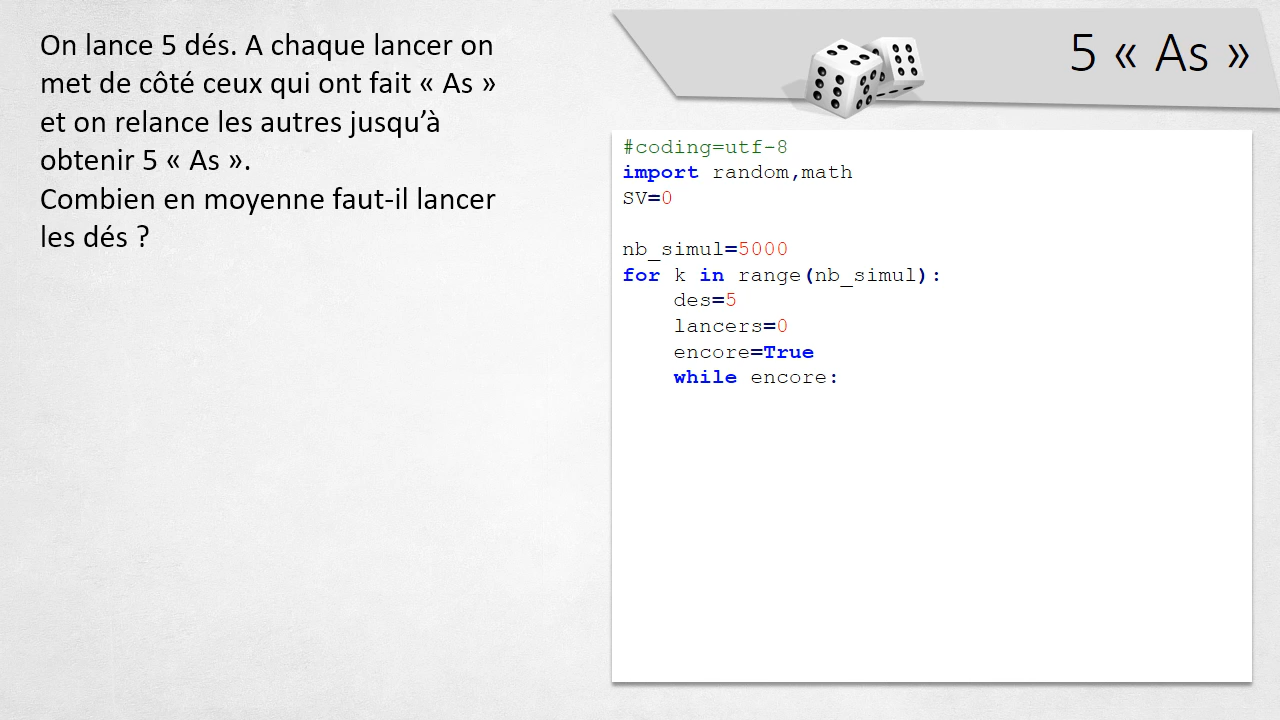 On lance 5 dés. A chaque lancer on
met de côté ceux qui ont fait « As »
et on relance les autres jusqu’à
obtenir 5 « As ».
Combien en moyenne faut-il lancer
les dés ?
5 « As »
#coding=utf-8
import random,math
SV=0
nb_simul=5000
for k in range(nb_simul):
    des=5
    lancers=0
    encore=True
    while encore: